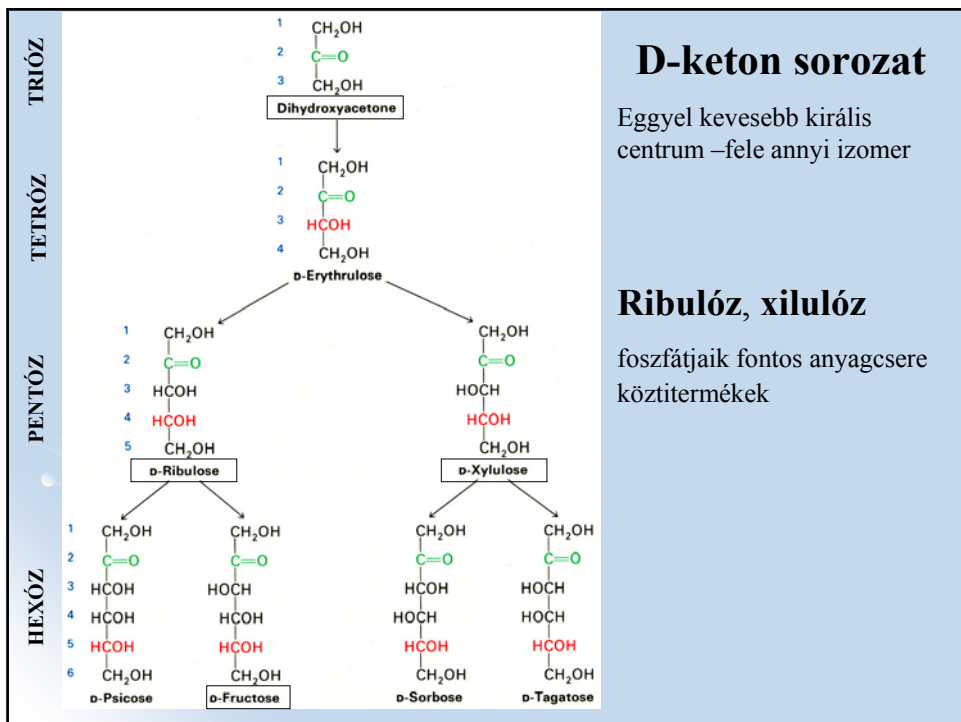 D-keton sorozat
Eggyel kevesebb királis
centrum –fele annyi izomer
Ribulóz, xilulóz
foszfátjaik fontos anyagcsere
köztitermékek
TRIÓZ
1 CH₂OH
2 C=O
3 CH₂OH
Dihydroxyacetone
TETRÓZ
1 CH₂OH
2 C=O
3 HCOH
4 CH₂OH
D-Erythrulose
PENTÓZ
1 CH₂OH CH₂OH
2 C=O C=O
3 HCOH HOCH
4 HCOH HCOH
5 CH₂OH CH₂OH
D-Ribulose D-Xylulose
HEXÓZ
1 CH₂OH CH₂OH CH₂OH CH₂OH
2 C=O C=O C=O C=O
3 HCOH HOCH HCOH HOCH
4 HCOH HCOH HOCH HOCH
5 HCOH HCOH HCOH HCOH
6 CH₂OH CH₂OH CH₂OH CH₂OH
D-Psicose D-Fructose D-Sorbose D-Tagatose